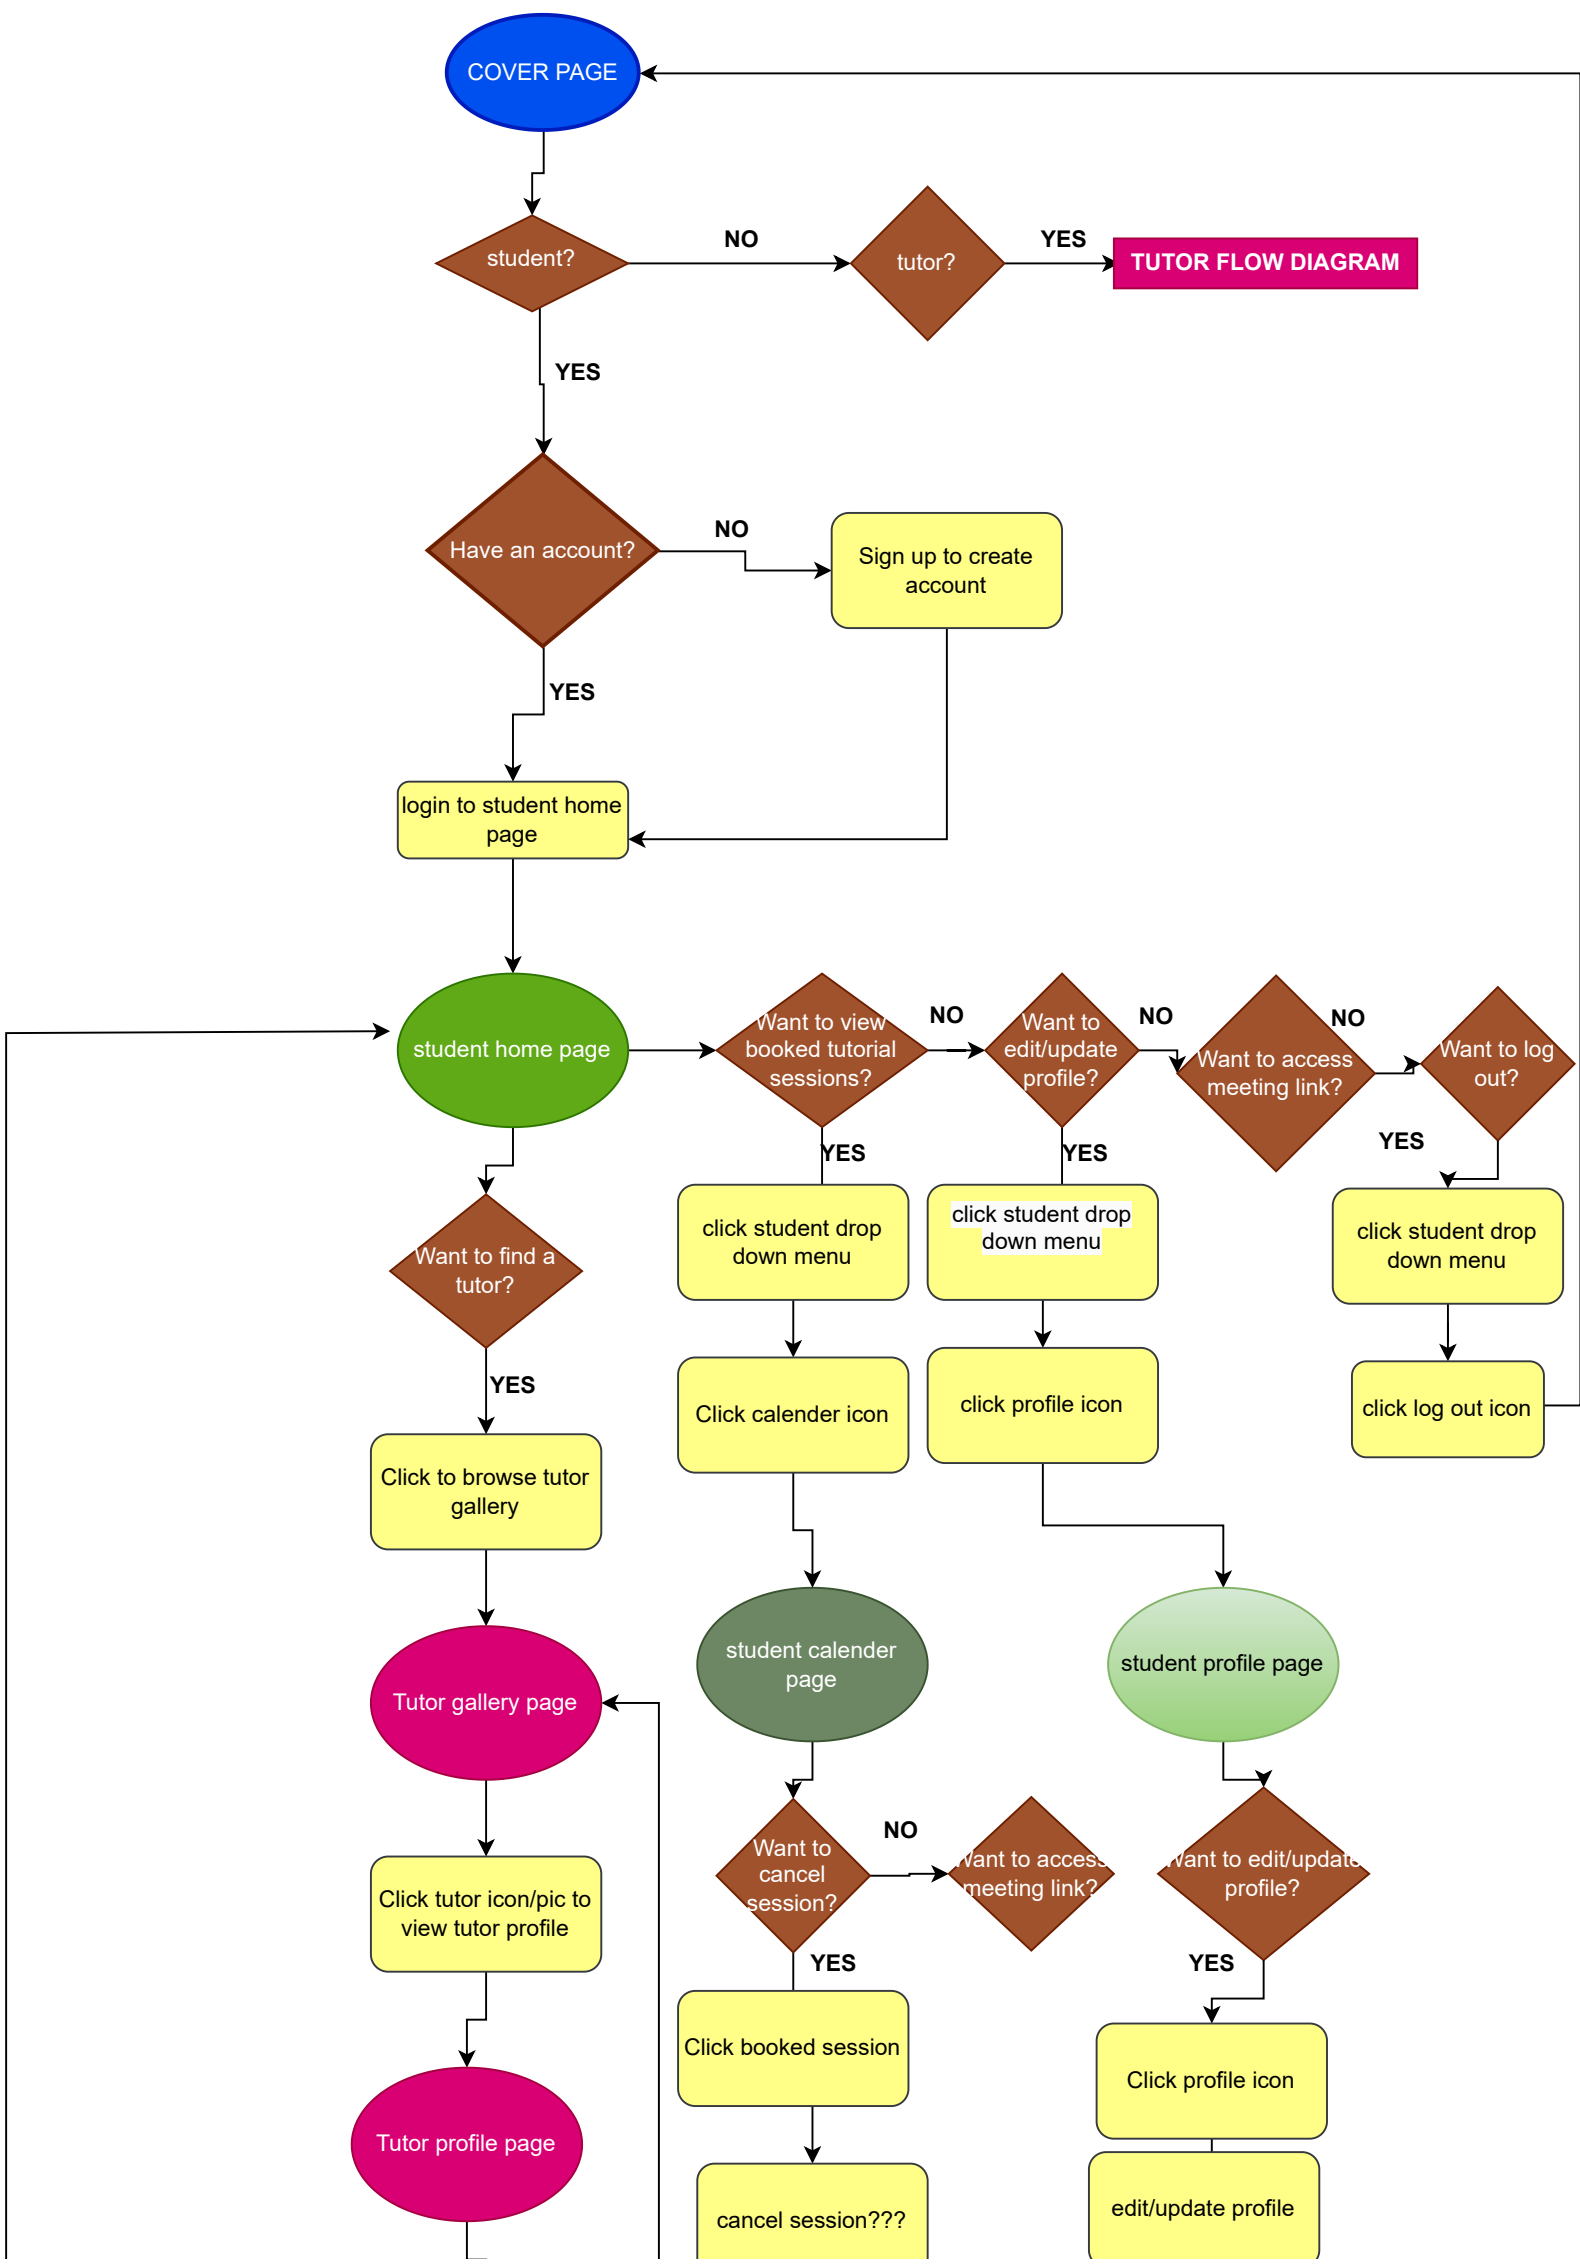 COVER PAGE
student?
NO
tutor?
YES
TUTOR FLOW DIAGRAM
YES
Have an account?
NO
Sign up to create
account
YES
login to student home
page
student home page
Want to view
booked tutorial
sessions?
NO
Want to
edit/update
profile?
NO
Want to access
meeting link?
NO
Want to log
out?
YES
YES
YES
Want to find a
tutor?
click student drop
down menu
click student drop
down menu
click student drop
down menu
YES
Click calender icon
click profile icon
click log out icon
Click to browse tutor
gallery
Tutor gallery page
student calender
page
student profile page
Want to
cancel
session?
NO
Want to access
meeting link?
Want to edit/update
profile?
Click tutor icon/pic to
view tutor profile
YES
YES
Click booked session
Click profile icon
Tutor profile page
cancel session???
edit/update profile